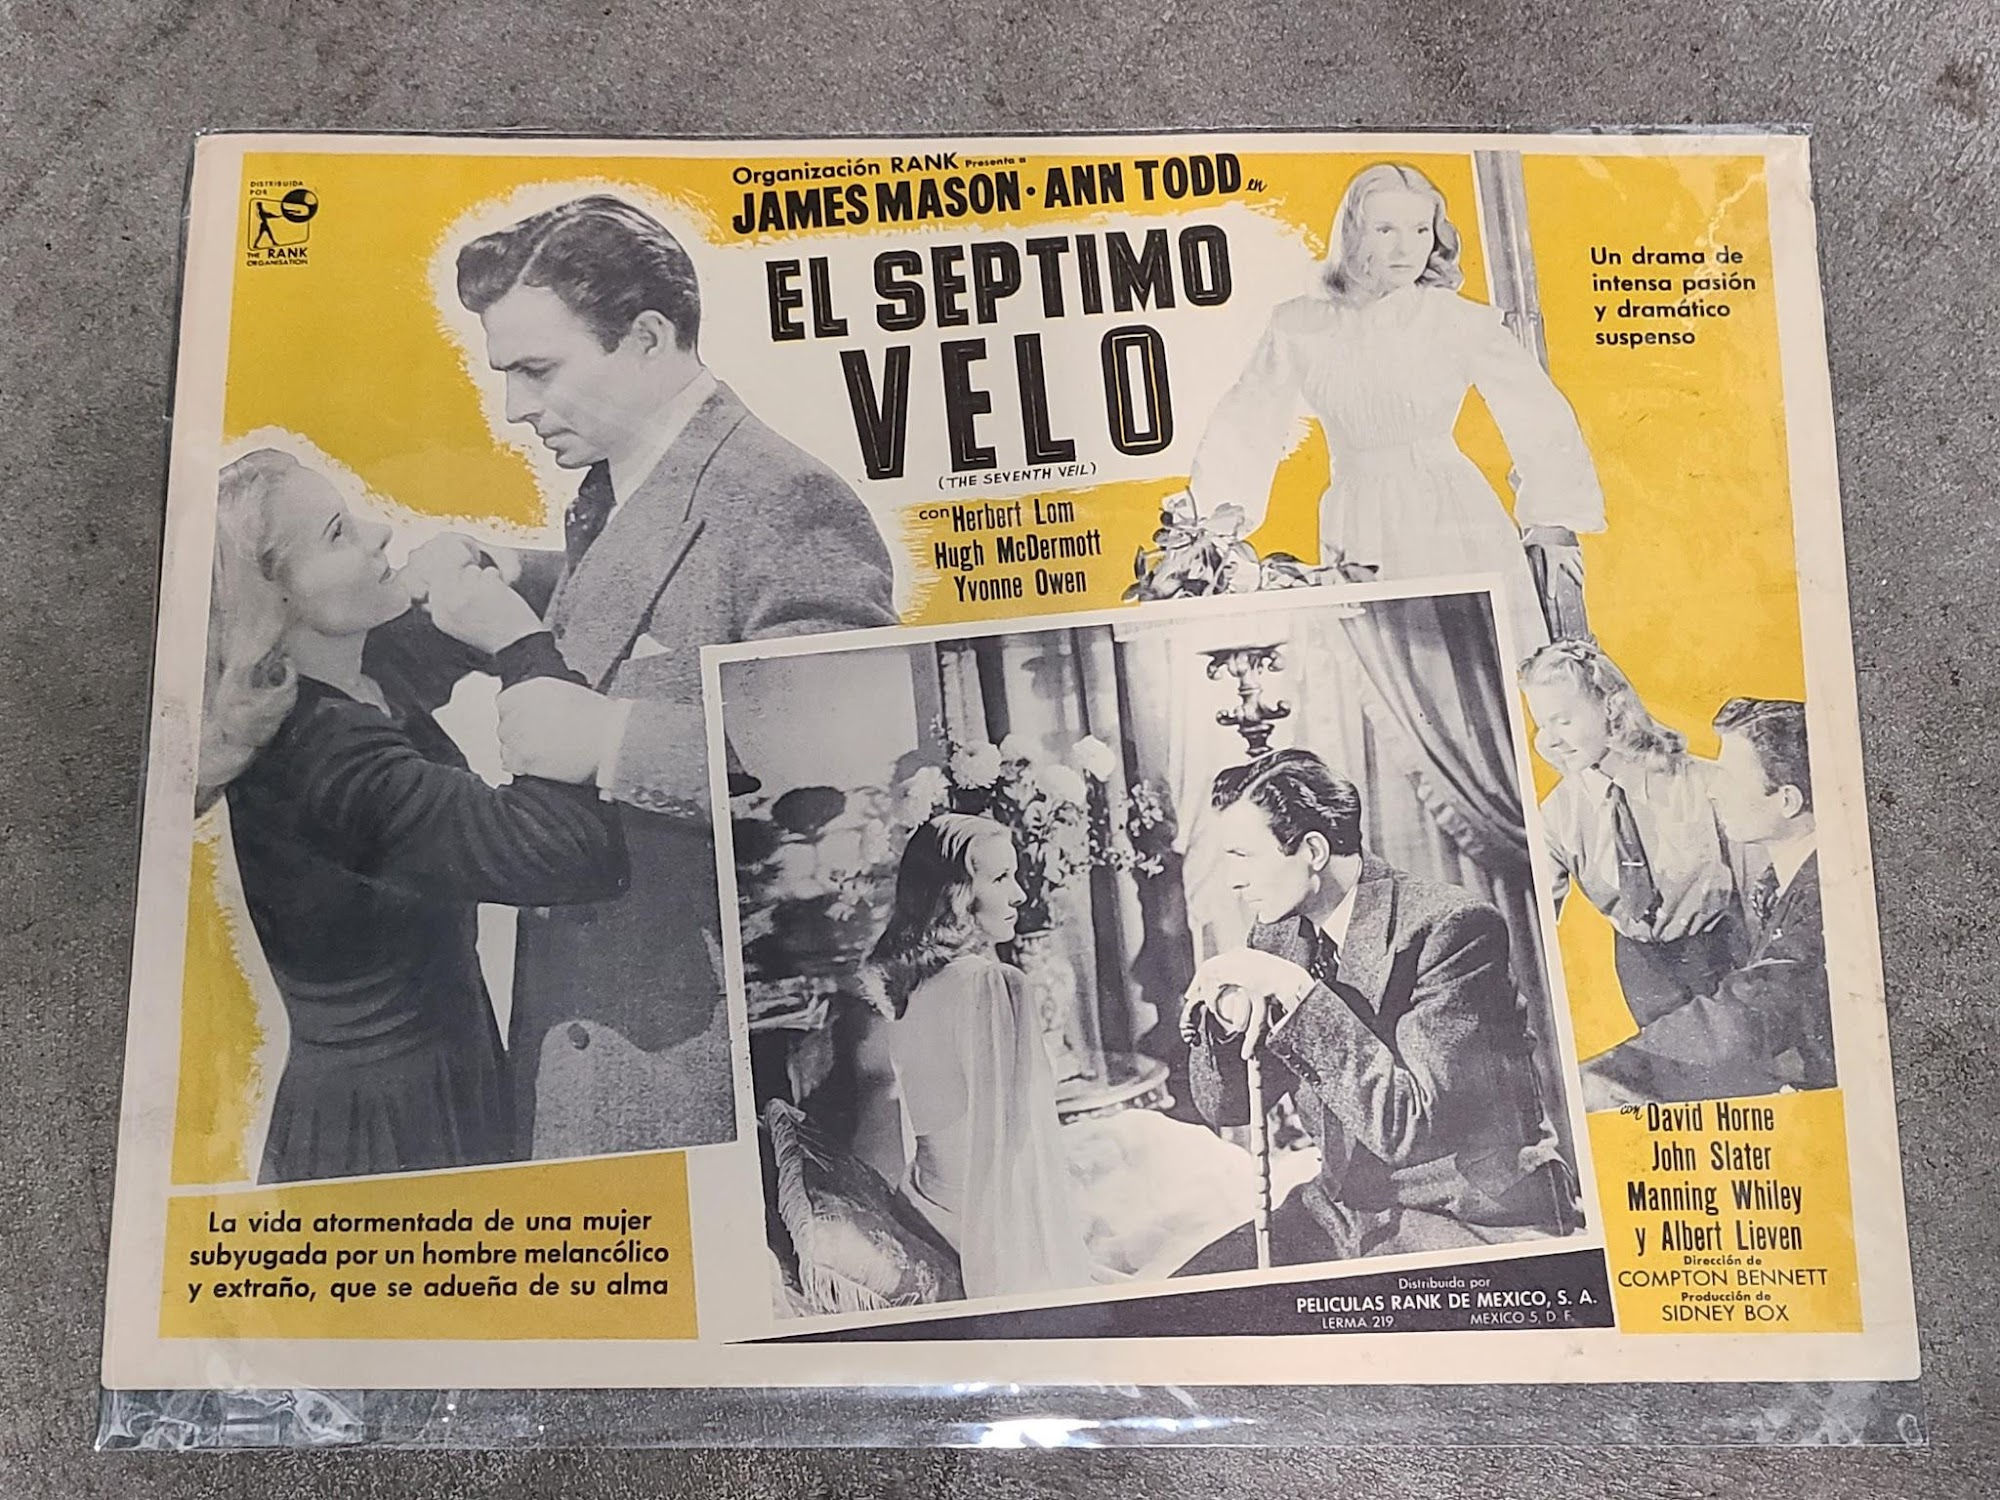 DISTRIBUIDA
POR
THE RANK
ORGANISATION
Organización RANK Presenta a
JAMES MASON · ANN TODD en
EL SEPTIMO
VELO
(THE SEVENTH VEIL)
con Herbert Lom
Hugh McDermott
Yvonne Owen
Un drama de
intensa pasión
y dramático
suspenso
con David Horne
John Slater
Manning Whiley
y Albert Lieven
Dirección de
COMPTON BENNETT
Producción de
SIDNEY BOX
La vida atormentada de una mujer
subyugada por un hombre melancólico
y extraño, que se adueña de su alma
Distribuida por
PELICULAS RANK DE MEXICO, S. A.
LERMA 219 MEXICO 5, D. F.